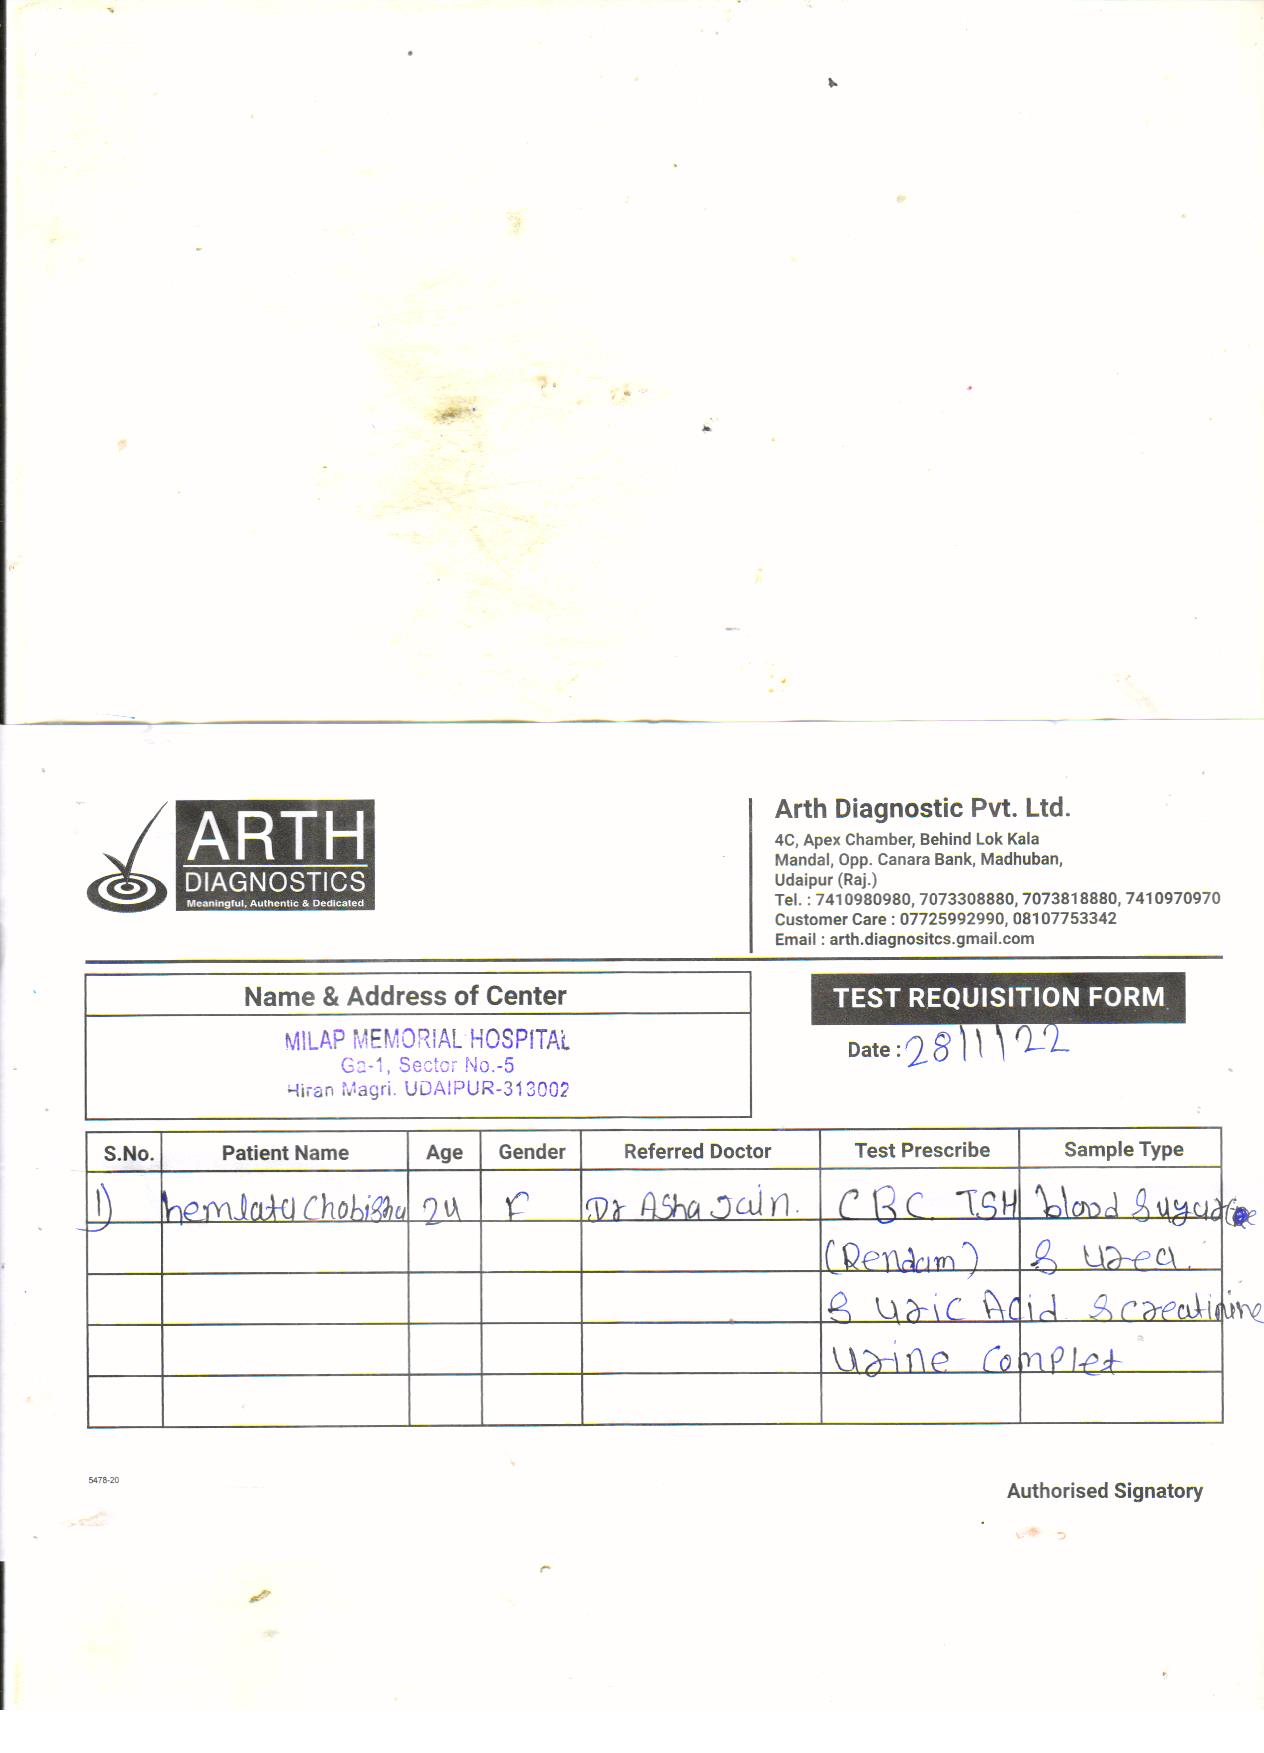 ARTH
DIAGNOSTICS
Meaningful, Authentic & Dedicated
Arth Diagnostic Pvt. Ltd.
4C, Apex Chamber, Behind Lok Kala
Mandal, Opp. Canara Bank, Madhuban,
Udaipur (Raj.)
Tel. : 7410980980, 7073308880, 7073818880, 7410970970
Customer Care : 07725992990, 08107753342
Email : arth.diagnositcs.gmail.com
Name & Address of Center
MILAP MEMORIAL HOSPITAL
Ga-1, Sector No.-5
Hiran Magri. UDAIPUR-313002
TEST REQUISITION FORM
Date : 28/11/22
S.No. Patient Name Age Gender Referred Doctor Test Prescribe Sample Type
1) hemlata Chobisha 24 F Dr Asha Jain. CBC TSH blood Sugar
(Rendam) S urea.
S Uric Acid S creatinine
Urine Complet
5478-20
Authorised Signatory